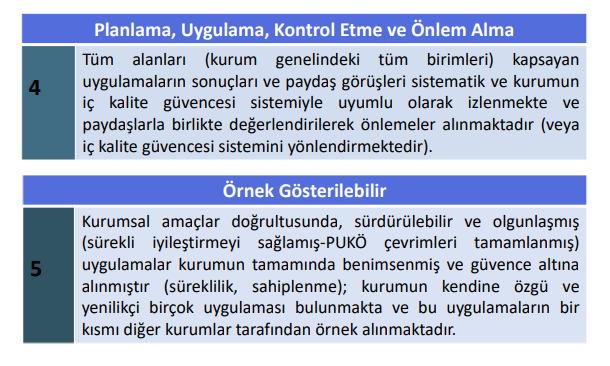 Planlama, Uygulama, Kontrol Etme ve Önlem Alma
4
Tüm alanları (kurum genelindeki tüm birimleri) kapsayan
uygulamaların sonuçları ve paydaş görüşleri sistematik ve kurumun
iç kalite güvencesi sistemiyle uyumlu olarak izlenmekte ve
paydaşlarla birlikte değerlendirilerek önlemeler alınmaktadır (veya
iç kalite güvencesi sistemini yönlendirmektedir).
Örnek Gösterilebilir
5
Kurumsal amaçlar doğrultusunda, sürdürülebilir ve olgunlaşmış
(sürekli iyileştirmeyi sağlamış-PUKÖ çevrimleri tamamlanmış)
uygulamalar kurumun tamamında benimsenmiş ve güvence altına
alınmıştır (süreklilik, sahiplenme); kurumun kendine özgü ve
yenilikçi birçok uygulaması bulunmakta ve bu uygulamaların bir
kısmı diğer kurumlar tarafından örnek alınmaktadır.